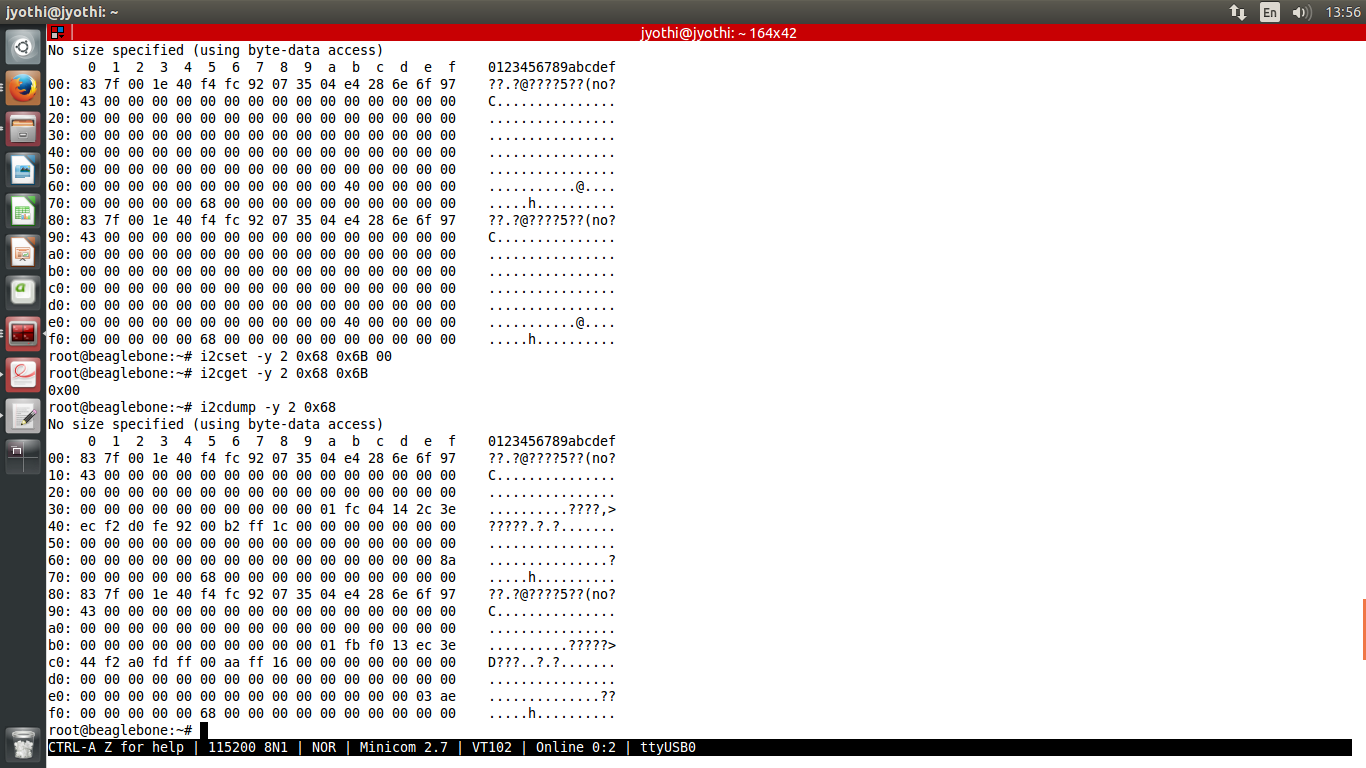 jyothi@jyothi: ~
En
13:56
jyothi@jyothi: ~ 164x42
No size specified (using byte-data access)
     0  1  2  3  4  5  6  7  8  9  a  b  c  d  e  f    0123456789abcdef
00: 83 7f 00 1e 40 f4 fc 92 07 35 04 e4 28 6e 6f 97    ??.?@????5??(no?
10: 43 00 00 00 00 00 00 00 00 00 00 00 00 00 00 00    C...............
20: 00 00 00 00 00 00 00 00 00 00 00 00 00 00 00 00    ................
30: 00 00 00 00 00 00 00 00 00 00 00 00 00 00 00 00    ................
40: 00 00 00 00 00 00 00 00 00 00 00 00 00 00 00 00    ................
50: 00 00 00 00 00 00 00 00 00 00 00 00 00 00 00 00    ................
60: 00 00 00 00 00 00 00 00 00 00 00 40 00 00 00 00    ...........@....
70: 00 00 00 00 00 68 00 00 00 00 00 00 00 00 00 00    .....h..........
80: 83 7f 00 1e 40 f4 fc 92 07 35 04 e4 28 6e 6f 97    ??.?@????5??(no?
90: 43 00 00 00 00 00 00 00 00 00 00 00 00 00 00 00    C...............
a0: 00 00 00 00 00 00 00 00 00 00 00 00 00 00 00 00    ................
b0: 00 00 00 00 00 00 00 00 00 00 00 00 00 00 00 00    ................
c0: 00 00 00 00 00 00 00 00 00 00 00 00 00 00 00 00    ................
d0: 00 00 00 00 00 00 00 00 00 00 00 00 00 00 00 00    ................
e0: 00 00 00 00 00 00 00 00 00 00 00 40 00 00 00 00    ...........@....
f0: 00 00 00 00 00 68 00 00 00 00 00 00 00 00 00 00    .....h..........
root@beaglebone:~# i2cset -y 2 0x68 0x6B 00
root@beaglebone:~# i2cget -y 2 0x68 0x6B
0x00
root@beaglebone:~# i2cdump -y 2 0x68
No size specified (using byte-data access)
     0  1  2  3  4  5  6  7  8  9  a  b  c  d  e  f    0123456789abcdef
00: 83 7f 00 1e 40 f4 fc 92 07 35 04 e4 28 6e 6f 97    ??.?@????5??(no?
10: 43 00 00 00 00 00 00 00 00 00 00 00 00 00 00 00    C...............
20: 00 00 00 00 00 00 00 00 00 00 00 00 00 00 00 00    ................
30: 00 00 00 00 00 00 00 00 00 00 01 fc 04 14 2c 3e    ..........????,>
40: ec f2 d0 fe 92 00 b2 ff 1c 00 00 00 00 00 00 00    ?????.?.?.......
50: 00 00 00 00 00 00 00 00 00 00 00 00 00 00 00 00    ................
60: 00 00 00 00 00 00 00 00 00 00 00 00 00 00 00 8a    ...............?
70: 00 00 00 00 00 68 00 00 00 00 00 00 00 00 00 00    .....h..........
80: 83 7f 00 1e 40 f4 fc 92 07 35 04 e4 28 6e 6f 97    ??.?@????5??(no?
90: 43 00 00 00 00 00 00 00 00 00 00 00 00 00 00 00    C...............
a0: 00 00 00 00 00 00 00 00 00 00 00 00 00 00 00 00    ................
b0: 00 00 00 00 00 00 00 00 00 00 01 fb f0 13 ec 3e    ..........?????>
c0: 44 f2 a0 fd ff 00 aa ff 16 00 00 00 00 00 00 00    D???..?.?.......
d0: 00 00 00 00 00 00 00 00 00 00 00 00 00 00 00 00    ................
e0: 00 00 00 00 00 00 00 00 00 00 00 00 00 00 03 ae    ..............??
f0: 00 00 00 00 00 68 00 00 00 00 00 00 00 00 00 00    .....h..........
root@beaglebone:~#
CTRL-A Z for help | 115200 8N1 | NOR | Minicom 2.7 | VT102 | Online 0:2 | ttyUSB0